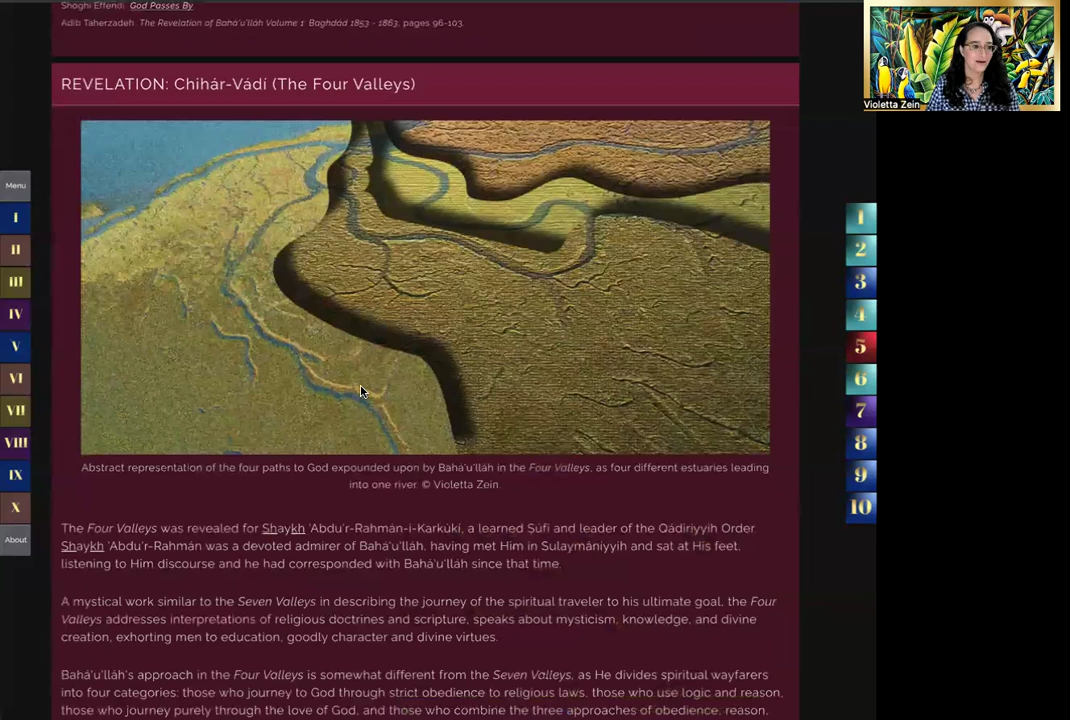 Shoghi Effendi. God Passes By
Adib Taherzadeh. The Revelation of Bahá'u'lláh Volume 1: Baghdád 1853 - 1863, pages 96-103.
Violetta Zein
REVELATION: Chihár-Vádí (The Four Valleys)
Menu
I
II
III
IV
V
VI
VII
VIII
IX
X
About
1
2
3
4
5
6
7
8
9
10
Abstract representation of the four paths to God expounded upon by Bahá'u'lláh in the Four Valleys, as four different estuaries leading
into one river. © Violetta Zein
The Four Valleys was revealed for Shaykh 'Abdu'r-Rahmán-i-Karkúkí, a learned Súfí and leader of the Qádiríyyih Order
Shaykh 'Abdu'r-Rahmán was a devoted admirer of Bahá'u'lláh, having met Him in Sulaymáníyyih and sat at His feet,
listening to Him discourse and he had corresponded with Bahá'u'lláh since that time.
A mystical work similar to the Seven Valleys in describing the journey of the spiritual traveler to his ultimate goal, the Four
Valleys addresses interpretations of religious doctrines and scripture, speaks about mysticism, knowledge, and divine
creation, exhorting men to education, goodly character and divine virtues.
Bahá'u'lláh's approach in the Four Valleys is somewhat different from the Seven Valleys, as He divides spiritual wayfarers
into four categories: those who journey to God through strict obedience to religious laws, those who use logic and reason,
those who journey purely through the love of God, and those who combine the three approaches of obedience, reason,